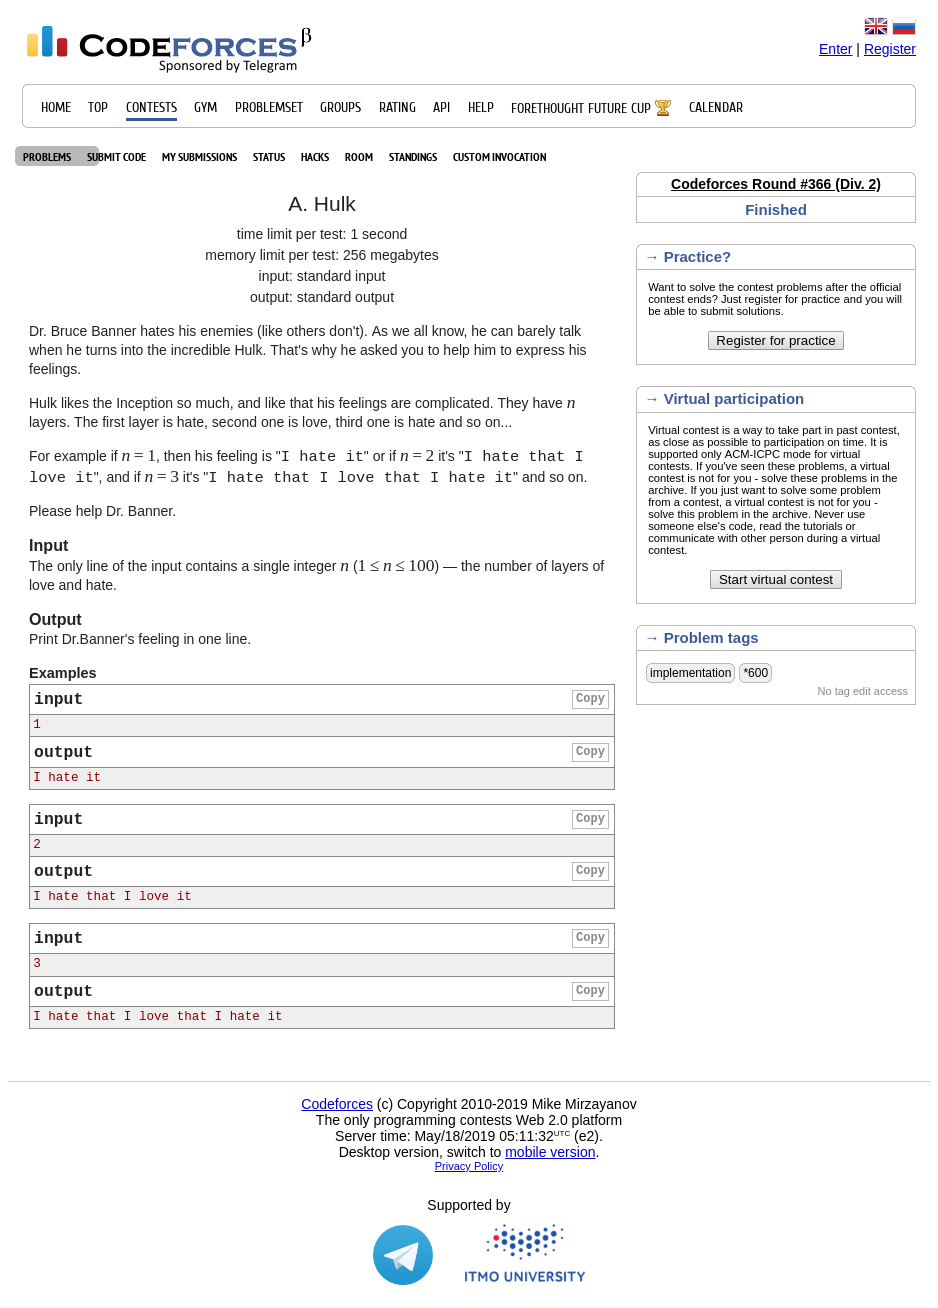 CODEFORCES β
Sponsored by Telegram
Enter | Register
HOME TOP CONTESTS GYM PROBLEMSET GROUPS RATING API HELP FORETHOUGHT FUTURE CUP CALENDAR
PROBLEMS SUBMIT CODE MY SUBMISSIONS STATUS HACKS ROOM STANDINGS CUSTOM INVOCATION
A. Hulk
time limit per test: 1 second
memory limit per test: 256 megabytes
input: standard input
output: standard output
Dr. Bruce Banner hates his enemies (like others don't). As we all know, he can barely talk
when he turns into the incredible Hulk. That's why he asked you to help him to express his
feelings.
Hulk likes the Inception so much, and like that his feelings are complicated. They have n
layers. The first layer is hate, second one is love, third one is hate and so on...
For example if n = 1, then his feeling is "I hate it" or if n = 2 it's "I hate that I
love it", and if n = 3 it's "I hate that I love that I hate it" and so on.
Please help Dr. Banner.
Input
The only line of the input contains a single integer n (1 ≤ n ≤ 100) — the number of layers of
love and hate.
Output
Print Dr.Banner's feeling in one line.
Examples
input Copy
1
output Copy
I hate it
input Copy
2
output Copy
I hate that I love it
input Copy
3
output Copy
I hate that I love that I hate it
Codeforces Round #366 (Div. 2)
Finished
→ Practice?
Want to solve the contest problems after the official
contest ends? Just register for practice and you will
be able to submit solutions.
Register for practice
→ Virtual participation
Virtual contest is a way to take part in past contest,
as close as possible to participation on time. It is
supported only ACM-ICPC mode for virtual
contests. If you've seen these problems, a virtual
contest is not for you - solve these problems in the
archive. If you just want to solve some problem
from a contest, a virtual contest is not for you -
solve this problem in the archive. Never use
someone else's code, read the tutorials or
communicate with other person during a virtual
contest.
Start virtual contest
→ Problem tags
implementation *600
No tag edit access
Codeforces (c) Copyright 2010-2019 Mike Mirzayanov
The only programming contests Web 2.0 platform
Server time: May/18/2019 05:11:32UTC (e2).
Desktop version, switch to mobile version.
Privacy Policy
Supported by
ITMO UNIVERSITY